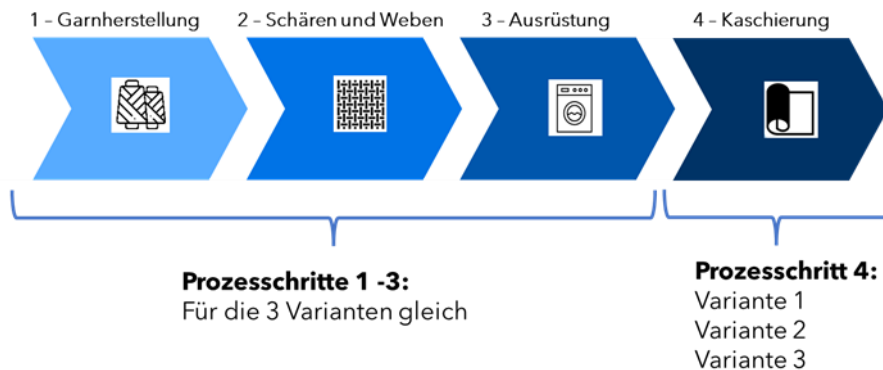 1 – Garnherstellung
2 – Schären und Weben
3 – Ausrüstung
4 – Kaschierung
Prozesschritte 1 -3:
Für die 3 Varianten gleich
Prozesschritt 4:
Variante 1
Variante 2
Variante 3